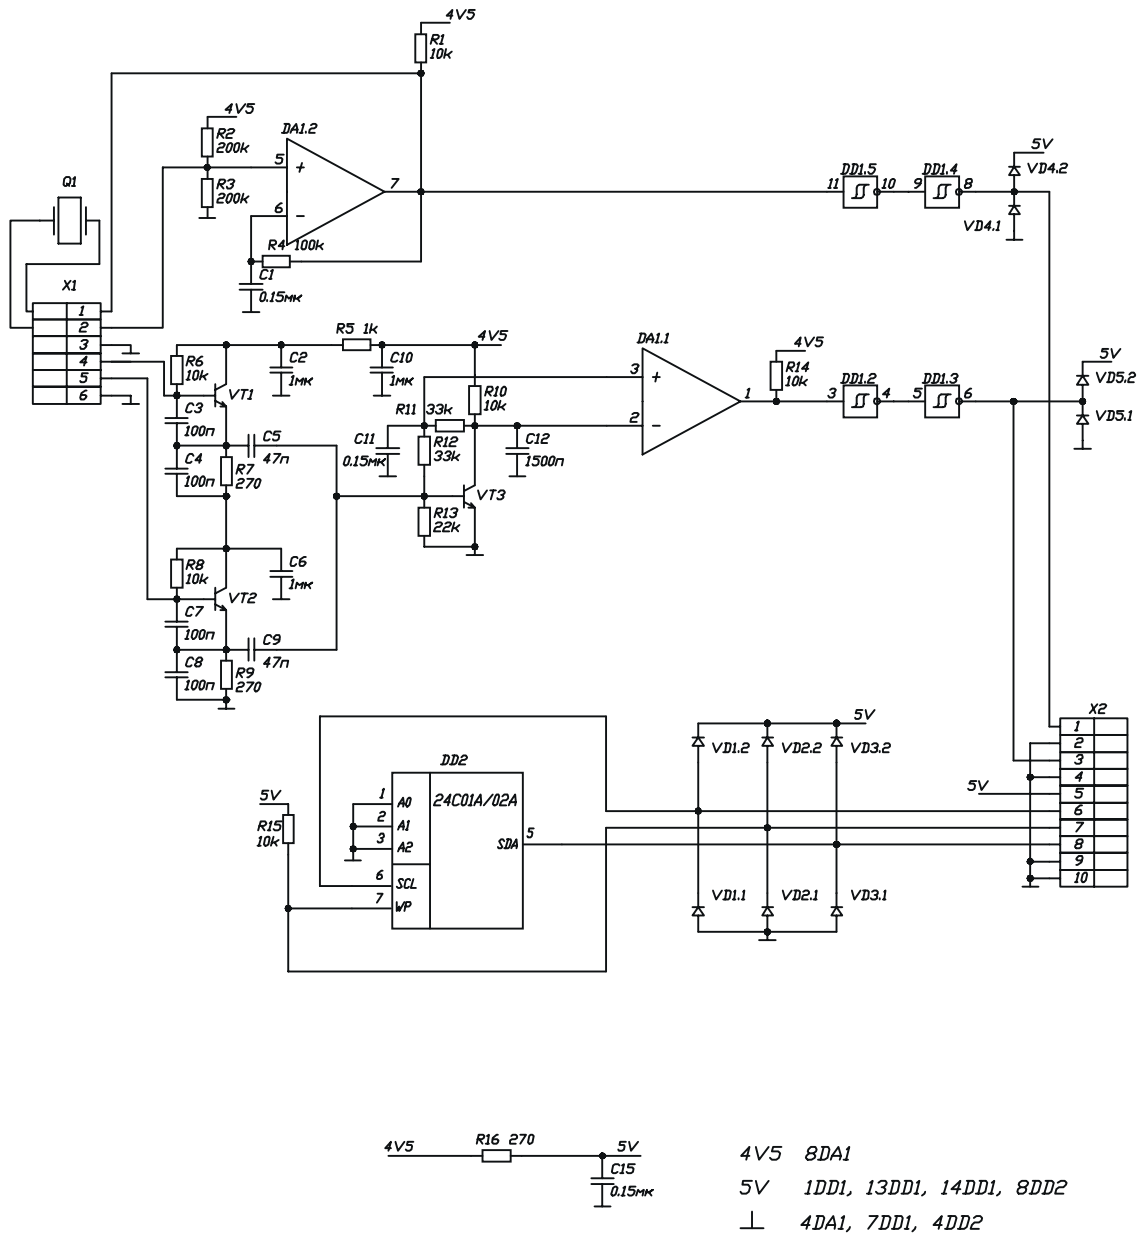 4V5
R1
10k
4V5
R2
200k
DA1.2
5
+
7
R3
200k
6
−
R4 100k
C1
0.15мк
Q1
X1
1
2
3
4
5
6
DD1.5
11
10
DD1.4
9
8
5V
VD4.2
VD4.1
R5 1k
4V5
R6
10k
C2
1мк
C10
1мк
VT1
C3
100п
C5
47п
C4
100п
R7
270
R10
10k
R11 33k
C11
0.15мк
R12
33k
C12
1500п
VT3
R13
22k
DA1.1
3
+
2
−
1
4V5
R14
10k
DD1.2
3
4
DD1.3
5
6
5V
VD5.2
VD5.1
R8
10k
C6
1мк
VT2
C7
100п
C9
47п
C8
100п
R9
270
5V
R15
10k
DD2
24C01A/02A
1
A0
2
A1
3
A2
6
SCL
7
WP
SDA
5
5V
VD1.2
VD2.2
VD3.2
VD1.1
VD2.1
VD3.1
X2
1
2
3
4
5V
5
6
7
8
9
10
4V5
R16 270
5V
C15
0.15мк
4V5 8DA1
5V 1DD1, 13DD1, 14DD1, 8DD2
4DA1, 7DD1, 4DD2